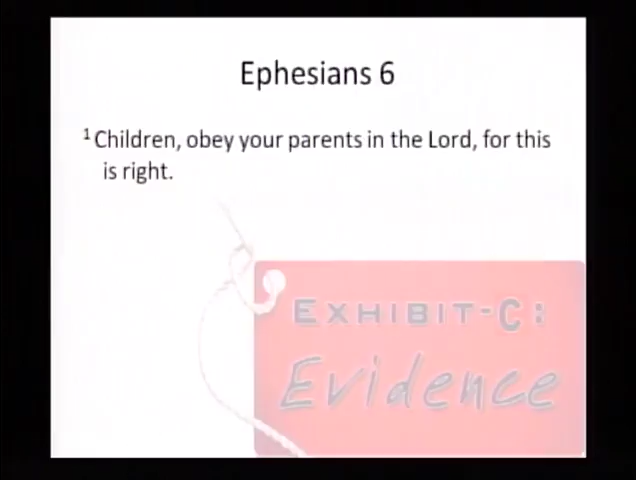 Ephesians 6
1 Children, obey your parents in the Lord, for this
is right.
EXHIBIT-C:
Evidence